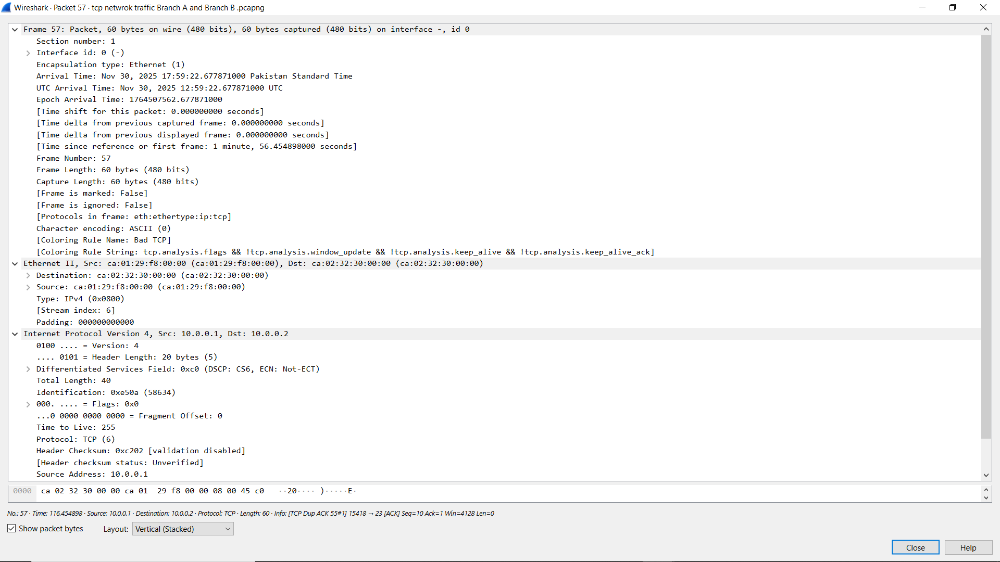 Wireshark · Packet 57 · tcp netwrok traffic Branch A and Branch B .pcapng
Frame 57: Packet, 60 bytes on wire (480 bits), 60 bytes captured (480 bits) on interface -, id 0
Section number: 1
Interface id: 0 (-)
Encapsulation type: Ethernet (1)
Arrival Time: Nov 30, 2025 17:59:22.677871000 Pakistan Standard Time
UTC Arrival Time: Nov 30, 2025 12:59:22.677871000 UTC
Epoch Arrival Time: 1764507562.677871000
[Time shift for this packet: 0.000000000 seconds]
[Time delta from previous captured frame: 0.000000000 seconds]
[Time delta from previous displayed frame: 0.000000000 seconds]
[Time since reference or first frame: 1 minute, 56.454898000 seconds]
Frame Number: 57
Frame Length: 60 bytes (480 bits)
Capture Length: 60 bytes (480 bits)
[Frame is marked: False]
[Frame is ignored: False]
[Protocols in frame: eth:ethertype:ip:tcp]
Character encoding: ASCII (0)
[Coloring Rule Name: Bad TCP]
[Coloring Rule String: tcp.analysis.flags && !tcp.analysis.window_update && !tcp.analysis.keep_alive && !tcp.analysis.keep_alive_ack]
Ethernet II, Src: ca:01:29:f8:00:00 (ca:01:29:f8:00:00), Dst: ca:02:32:30:00:00 (ca:02:32:30:00:00)
Destination: ca:02:32:30:00:00 (ca:02:32:30:00:00)
Source: ca:01:29:f8:00:00 (ca:01:29:f8:00:00)
Type: IPv4 (0x0800)
[Stream index: 6]
Padding: 000000000000
Internet Protocol Version 4, Src: 10.0.0.1, Dst: 10.0.0.2
0100 .... = Version: 4
.... 0101 = Header Length: 20 bytes (5)
Differentiated Services Field: 0xc0 (DSCP: CS6, ECN: Not-ECT)
Total Length: 40
Identification: 0xe50a (58634)
000. .... = Flags: 0x0
...0 0000 0000 0000 = Fragment Offset: 0
Time to Live: 255
Protocol: TCP (6)
Header Checksum: 0xc202 [validation disabled]
[Header checksum status: Unverified]
Source Address: 10.0.0.1
0000 ca 02 32 30 00 00 ca 01 29 f8 00 00 08 00 45 c0 ··20···· )·····E·
No.: 57 · Time: 116.454898 · Source: 10.0.0.1 · Destination: 10.0.0.2 · Protocol: TCP · Length: 60 · Info: [TCP Dup ACK 55#1] 15418 → 23 [ACK] Seq=10 Ack=1 Win=4128 Len=0
Show packet bytes Layout: Vertical (Stacked)
Close Help